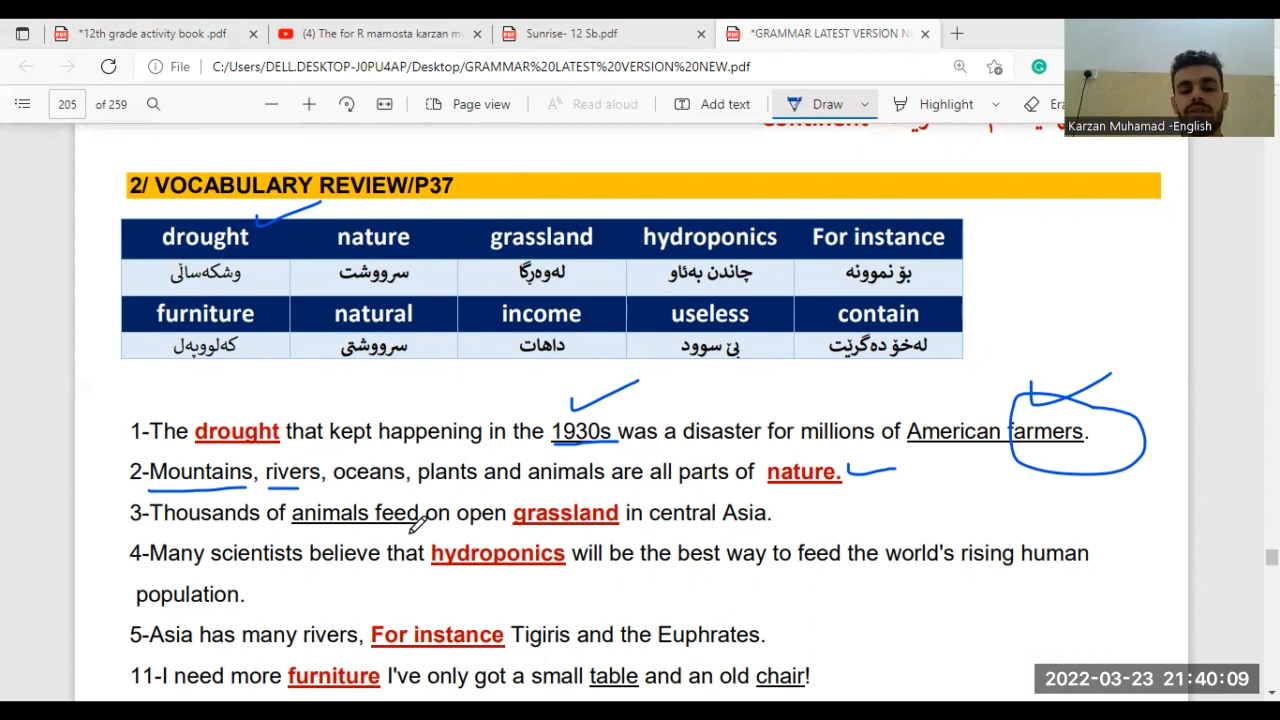 *12th grade activity book .pdf
(4) The for R mamosta karzan m
Sunrise- 12 Sb.pdf
*GRAMMAR LATEST VERSION N
File C:/Users/DELL.DESKTOP-J0PU4AP/Desktop/GRAMMAR%20LATEST%20VERSION%20NEW.pdf
205 of 259 Page view Read aloud Add text Draw Highlight
Karzan Muhamad -English
2/ VOCABULARY REVIEW/P37
drought nature grassland hydroponics For instance
وشکەساڵی سرووشت لەوەڕگا چاندن بەئاو بۆ نموونە
furniture natural income useless contain
کەلووپەل سرووشتی داهات بێ سوود لەخۆ دەگرێت
1-The drought that kept happening in the 1930s was a disaster for millions of American farmers.
2-Mountains, rivers, oceans, plants and animals are all parts of nature.
3-Thousands of animals feed on open grassland in central Asia.
4-Many scientists believe that hydroponics will be the best way to feed the world's rising human
population.
5-Asia has many rivers, For instance Tigiris and the Euphrates.
11-I need more furniture I've only got a small table and an old chair!
2022-03-23 21:40:09